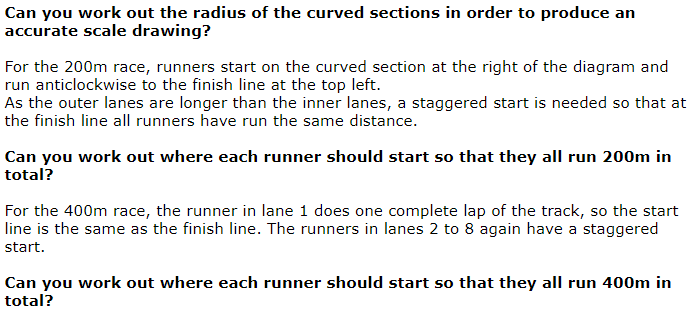 Can you work out the radius of the curved sections in order to produce an
accurate scale drawing?
For the 200m race, runners start on the curved section at the right of the diagram and
run anticlockwise to the finish line at the top left.
As the outer lanes are longer than the inner lanes, a staggered start is needed so that at
the finish line all runners have run the same distance.
Can you work out where each runner should start so that they all run 200m in
total?
For the 400m race, the runner in lane 1 does one complete lap of the track, so the start
line is the same as the finish line. The runners in lanes 2 to 8 again have a staggered
start.
Can you work out where each runner should start so that they all run 400m in
total?